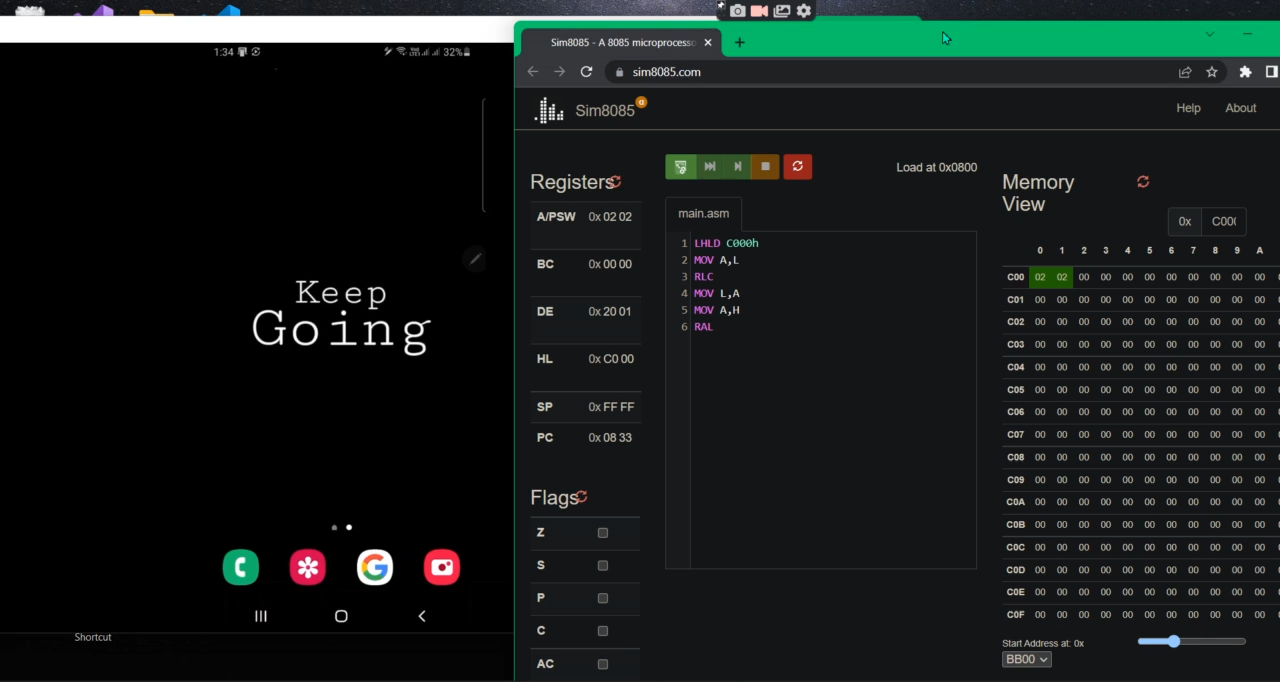 1:34 32%
Keep
Going
Shortcut
Sim8085 - A 8085 microprocesso
sim8085.com
Sim8085 α
Help About
Registers
A/PSW 0x 02 02
BC 0x 00 00
DE 0x 20 01
HL 0x C0 00
SP 0x FF FF
PC 0x 08 33
Flags
Z
S
P
C
AC
Load at 0x0800
main.asm
1 LHLD C000h
2 MOV A,L
3 RLC
4 MOV L,A
5 MOV A,H
6 RAL
Memory
View
0x C00
0 1 2 3 4 5 6 7 8 9 A
C00 02 02 00 00 00 00 00 00 00 00 00
C01 00 00 00 00 00 00 00 00 00 00 00
C02 00 00 00 00 00 00 00 00 00 00 00
C03 00 00 00 00 00 00 00 00 00 00 00
C04 00 00 00 00 00 00 00 00 00 00 00
C05 00 00 00 00 00 00 00 00 00 00 00
C06 00 00 00 00 00 00 00 00 00 00 00
C07 00 00 00 00 00 00 00 00 00 00 00
C08 00 00 00 00 00 00 00 00 00 00 00
C09 00 00 00 00 00 00 00 00 00 00 00
C0A 00 00 00 00 00 00 00 00 00 00 00
C0B 00 00 00 00 00 00 00 00 00 00 00
C0C 00 00 00 00 00 00 00 00 00 00 00
C0D 00 00 00 00 00 00 00 00 00 00 00
C0E 00 00 00 00 00 00 00 00 00 00 00
C0F 00 00 00 00 00 00 00 00 00 00 00
Start Address at: 0x
BB00